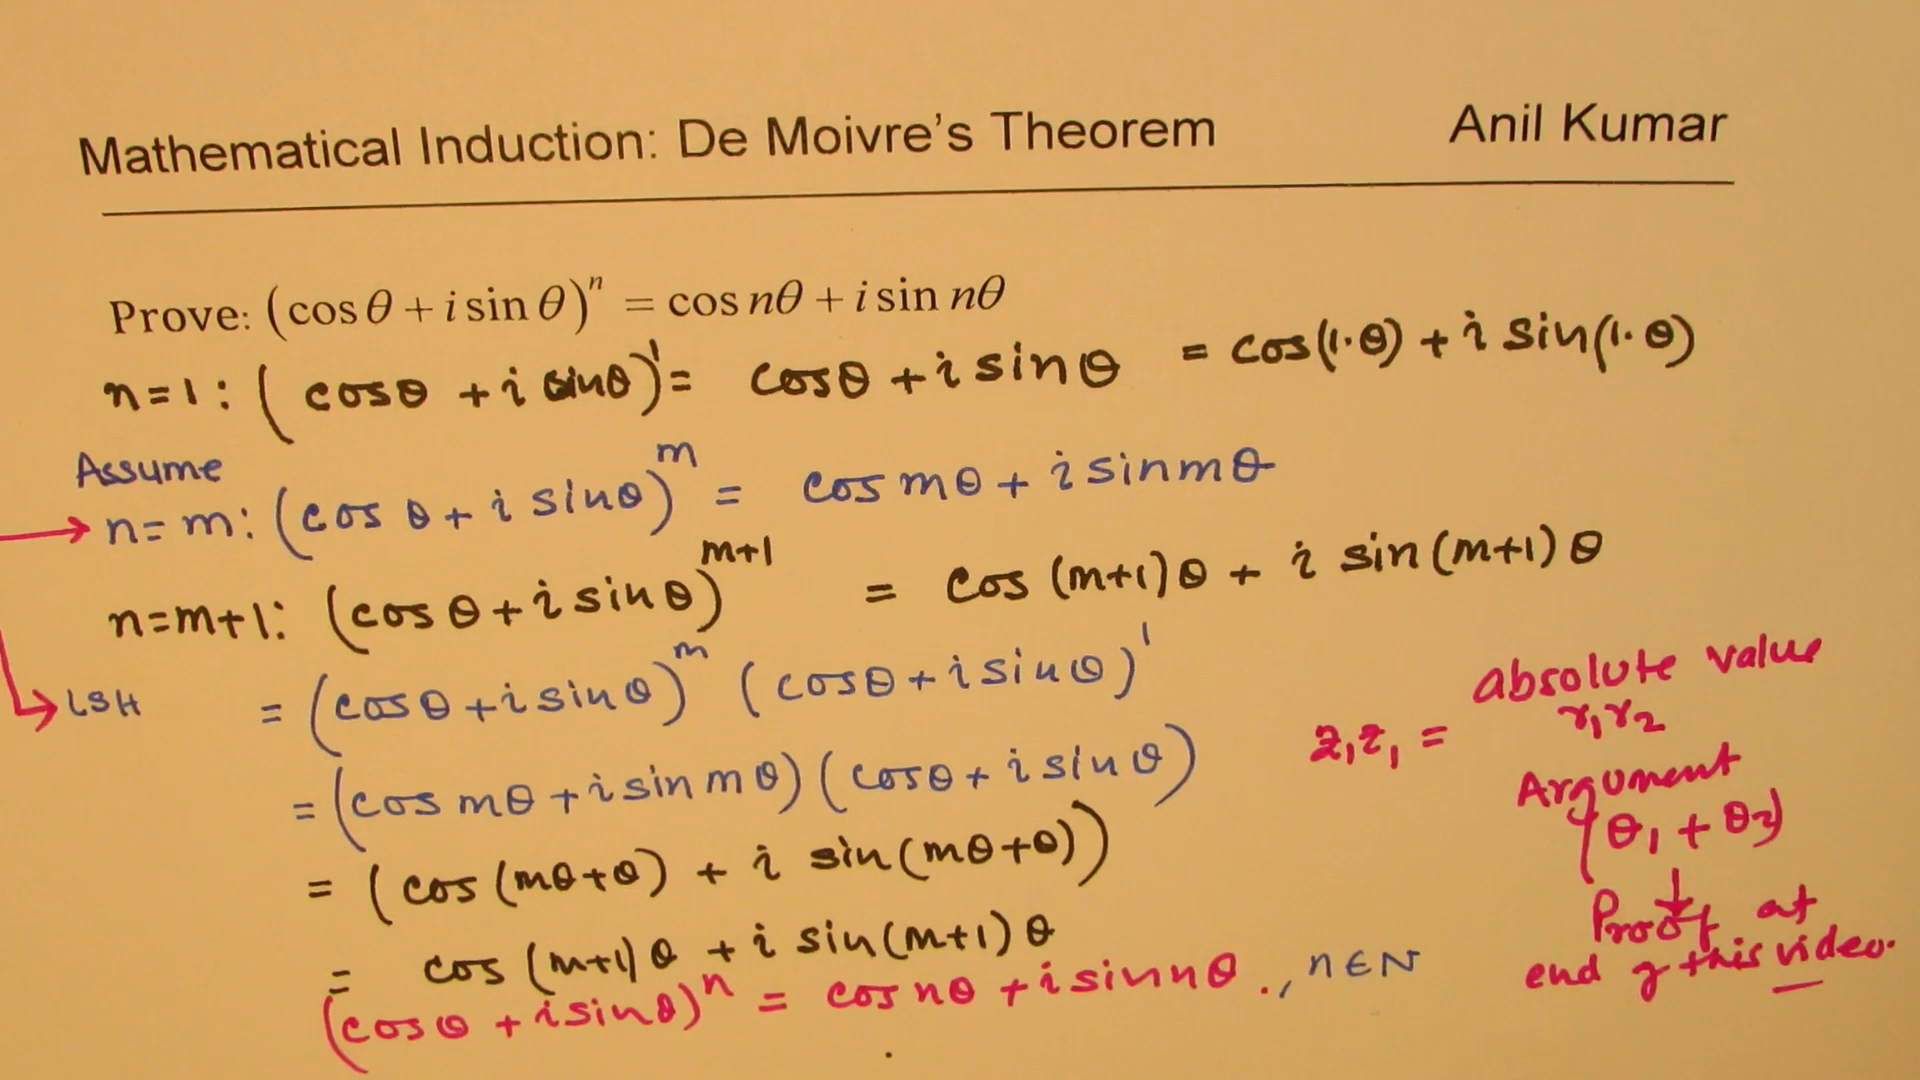 Mathematical Induction: De Moivre's Theorem Anil Kumar
Prove: (cosθ + i sin θ)ⁿ = cos nθ + i sin nθ
n=1: (cosθ + i sinθ)¹ = cosθ + i sinθ = cos(1·θ) + i sin(1·θ)
Assume
n=m: (cos θ + i sinθ)^m = cos mθ + i sinmθ
n=m+1: (cos θ + i sin θ)^(m+1) = cos (m+1)θ + i sin(m+1)θ
LSH = (cosθ + i sinθ)^m (cosθ + i sinθ)¹
= (cos mθ + i sin mθ)(cosθ + i sinθ)
= (cos(mθ+θ) + i sin(mθ+θ))
= cos (m+1)θ + i sin(m+1)θ
(cosθ + i sinθ)ⁿ = cos nθ + i sin nθ ., n∈N
z₁z₁ = absolute value
r₁r₂
Argument
(θ₁ + θ₂)
↓
Proof at
end of this video.